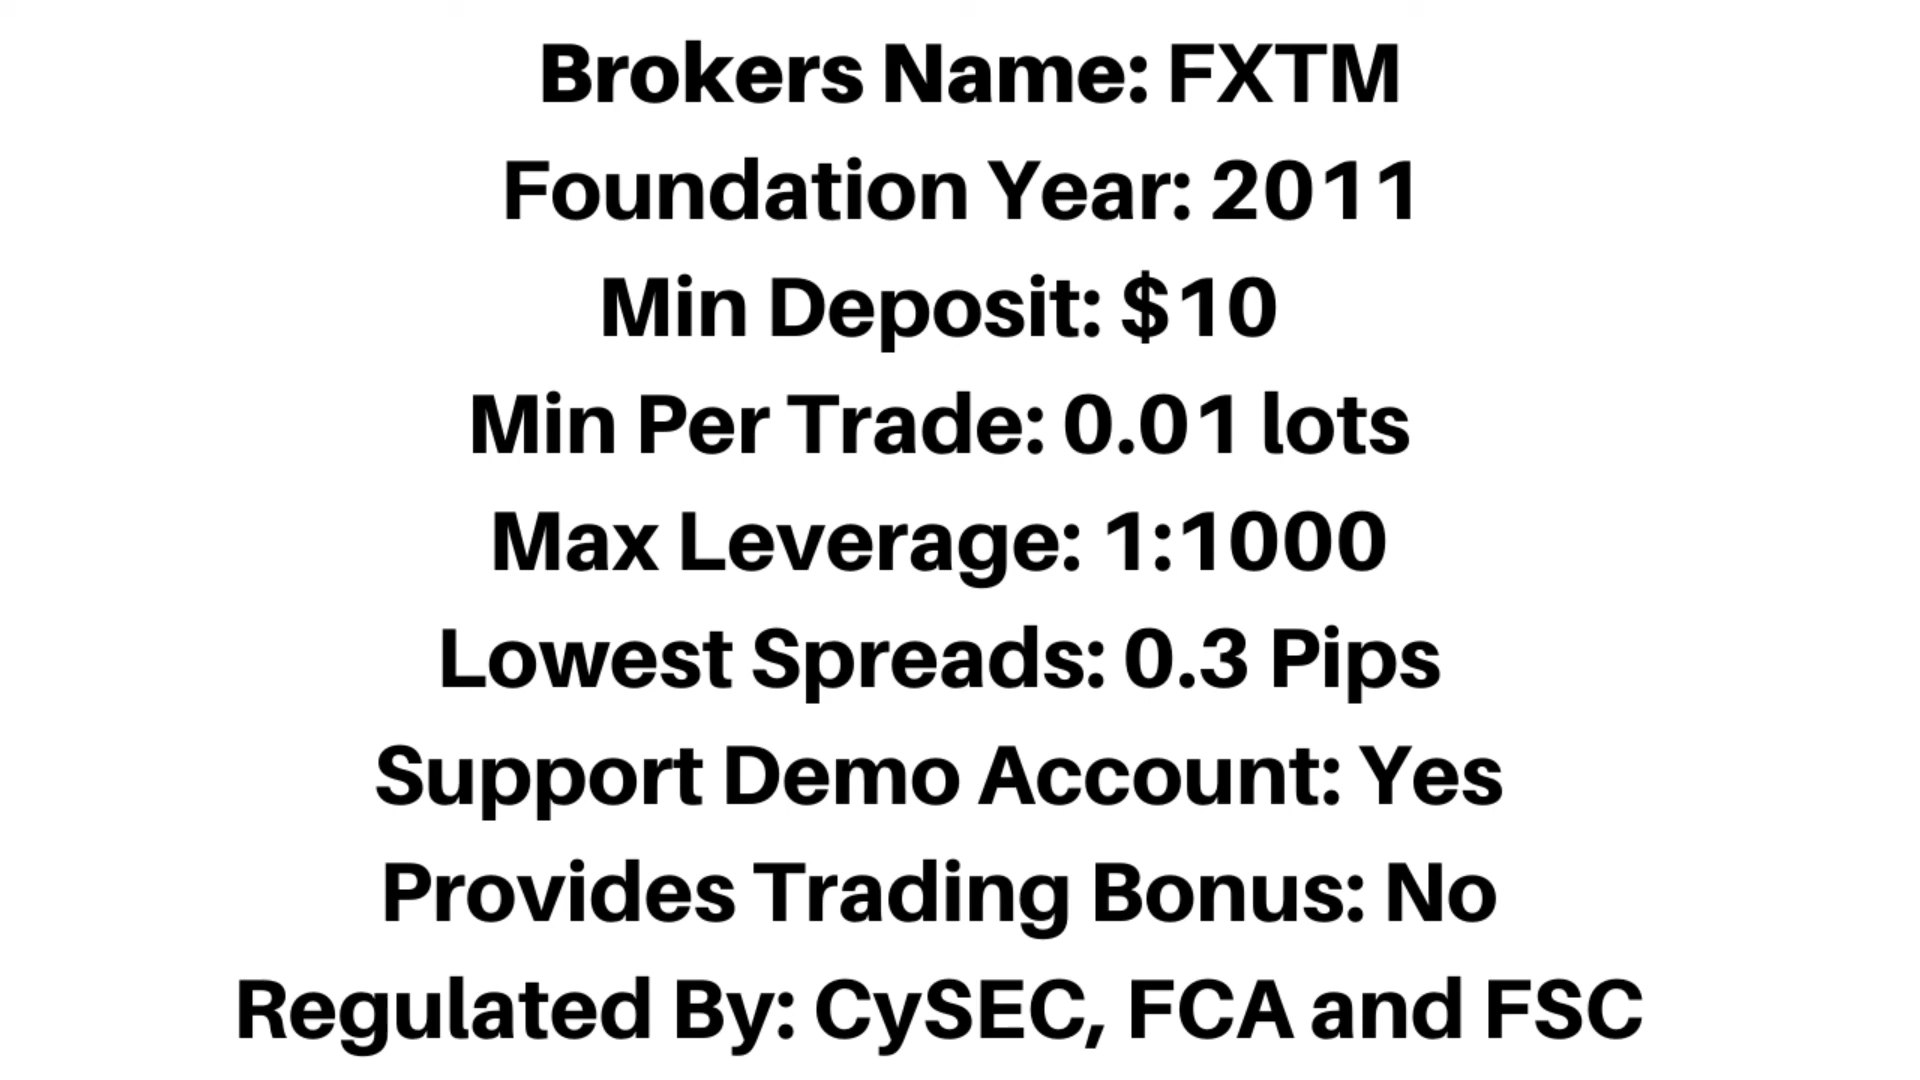 Brokers Name: FXTM
Foundation Year: 2011
Min Deposit: $10
Min Per Trade: 0.01 lots
Max Leverage: 1:1000
Lowest Spreads: 0.3 Pips
Support Demo Account: Yes
Provides Trading Bonus: No
Regulated By: CySEC, FCA and FSC